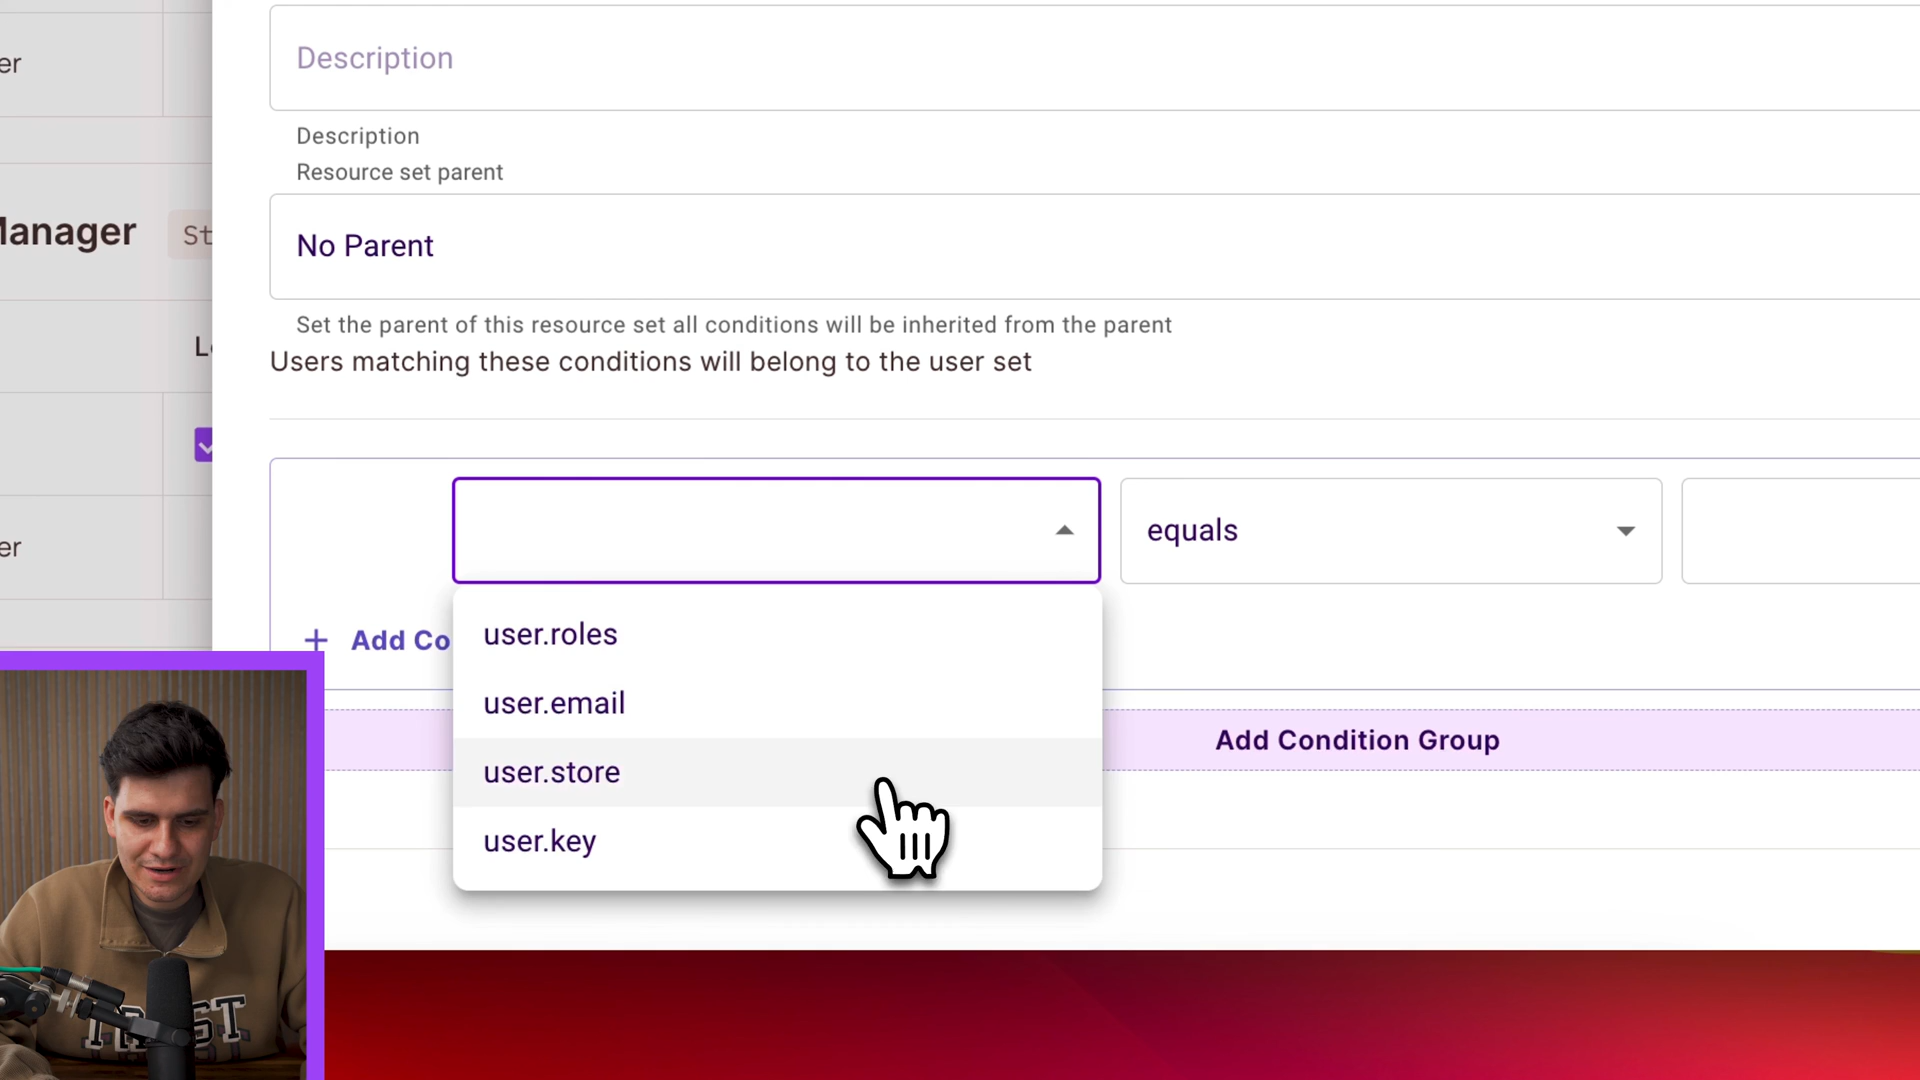 Description
er
Description
Resource set parent
Manager
St
No Parent
Set the parent of this resource set all conditions will be inherited from the parent
Users matching these conditions will belong to the user set
equals
er
user.roles
Add Co
user.email
Add Condition Group
user.store
user.key